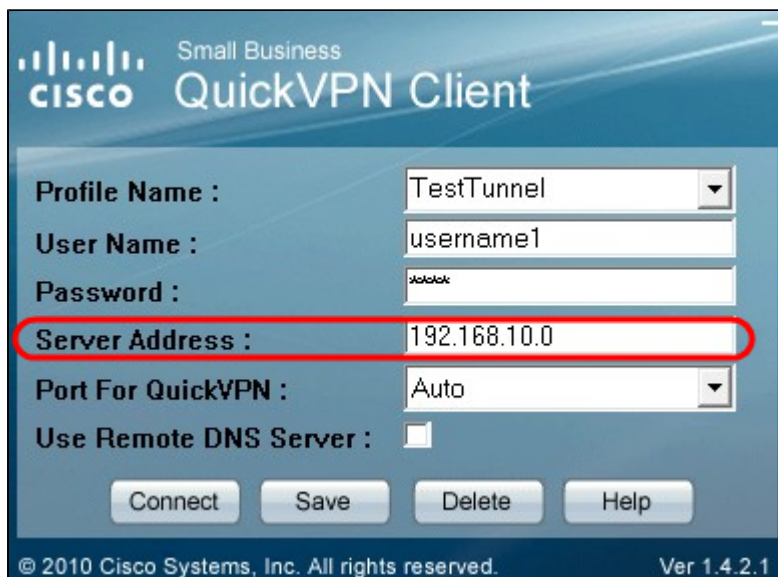 Small Business
CISCO QuickVPN Client
Profile Name : TestTunnel
User Name : username1
Password : ****
Server Address : 192.168.10.0
Port For QuickVPN : Auto
Use Remote DNS Server :
Connect Save Delete Help
© 2010 Cisco Systems, Inc. All rights reserved. Ver 1.4.2.1